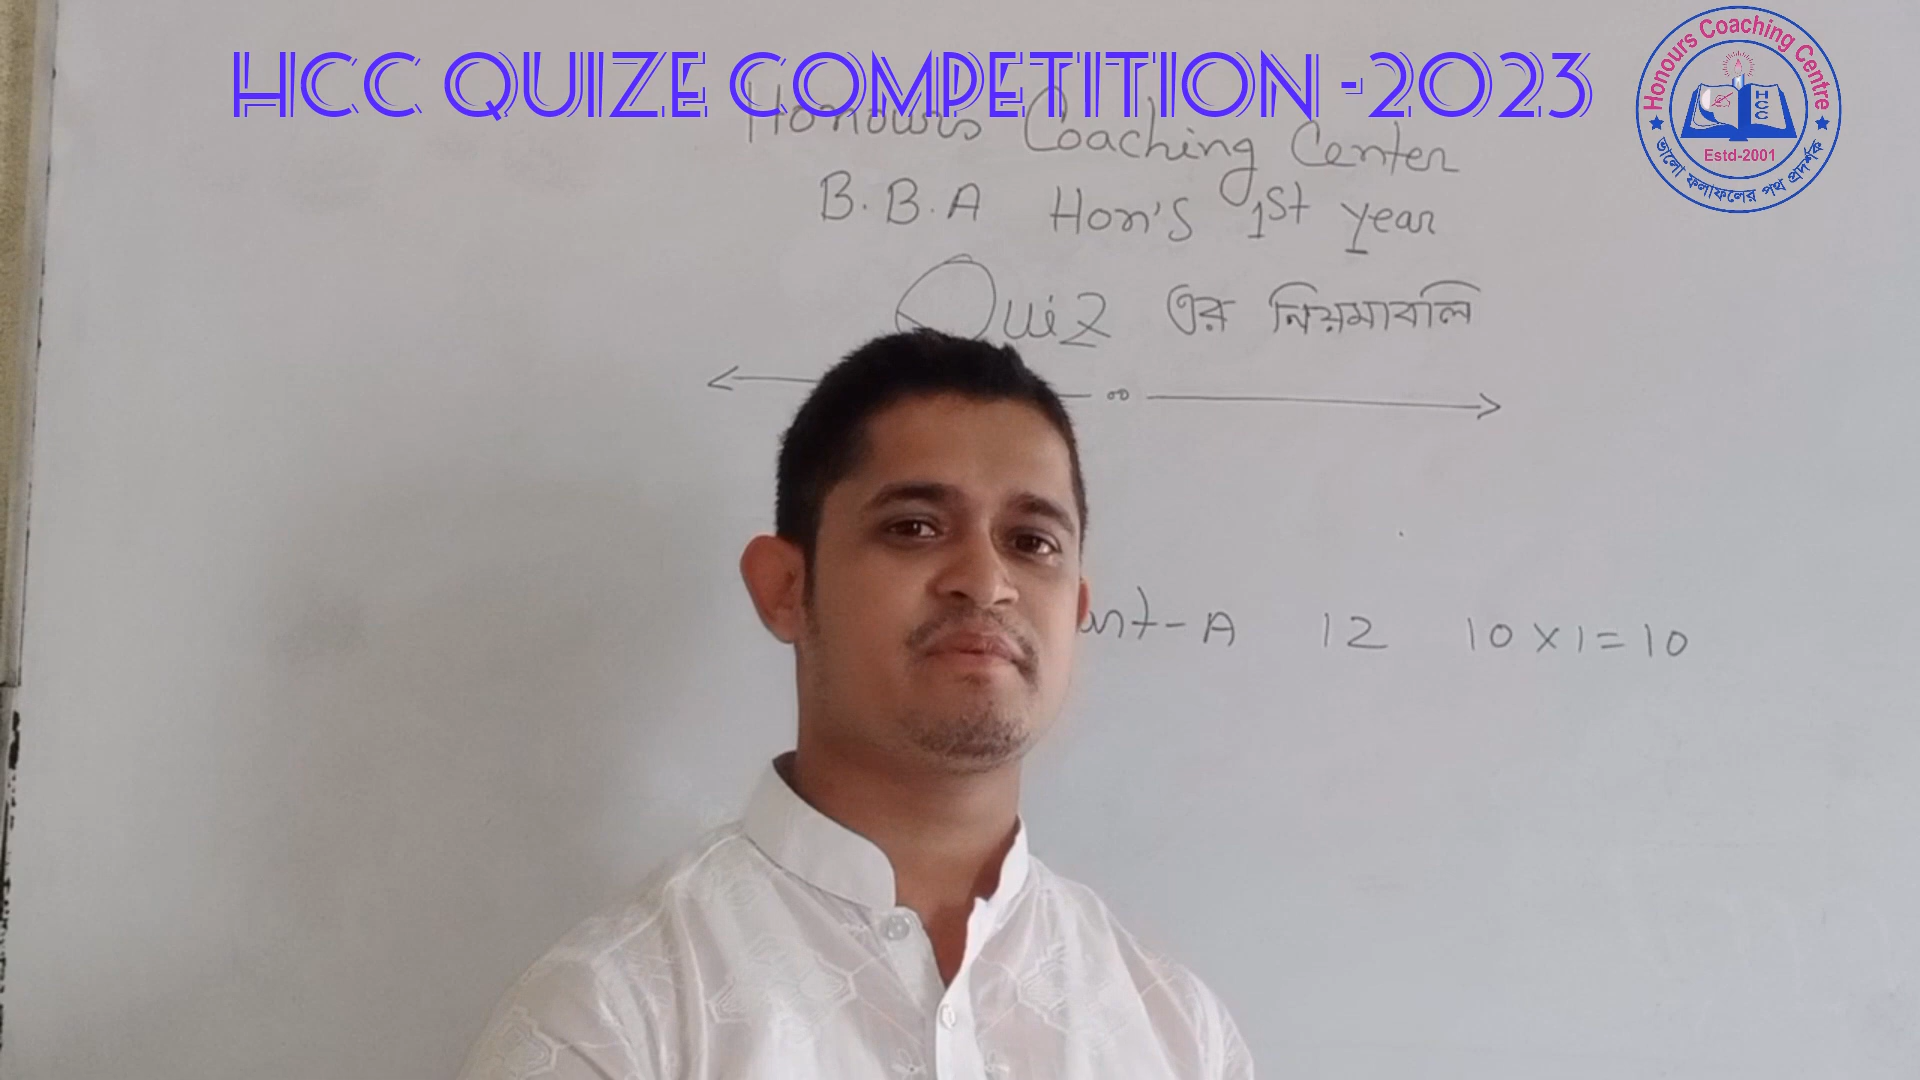 HCC QUIZE COMPETITION -2023
Honours Coaching Centre
HCC
Estd-2001
ভালো ফলাফলের পথ প্রদর্শক
Honours Coaching Center
B.B.A Hon's 1st year
Quiz এর নিয়মাবলি
A 12 10 x 1 = 10